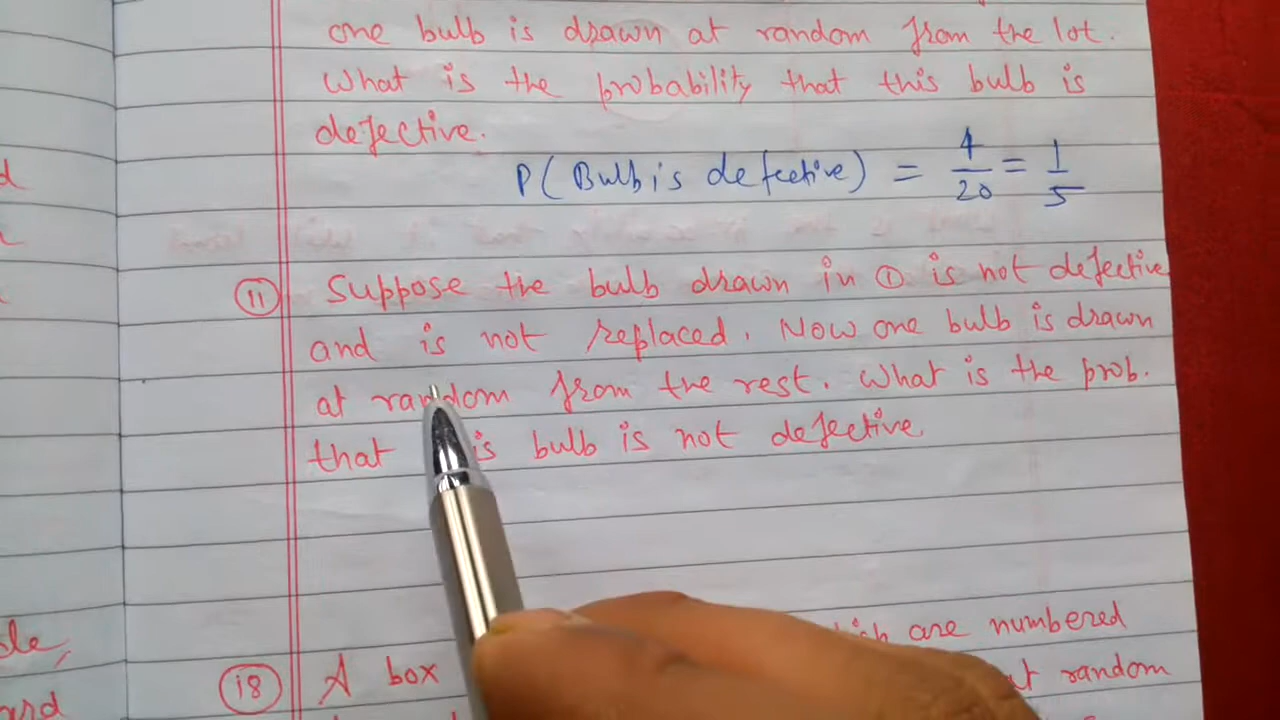 one bulb is drawn at random from the lot.
What is the probability that this bulb is
defective.
P(Bulb is defective) = 4/20 = 1/5
(11) Suppose the bulb drawn in ① is not defective
and is not replaced. Now one bulb is drawn
at random from the rest. What is the prob.
that is bulb is not defective.
are numbered
(18) A box
at random